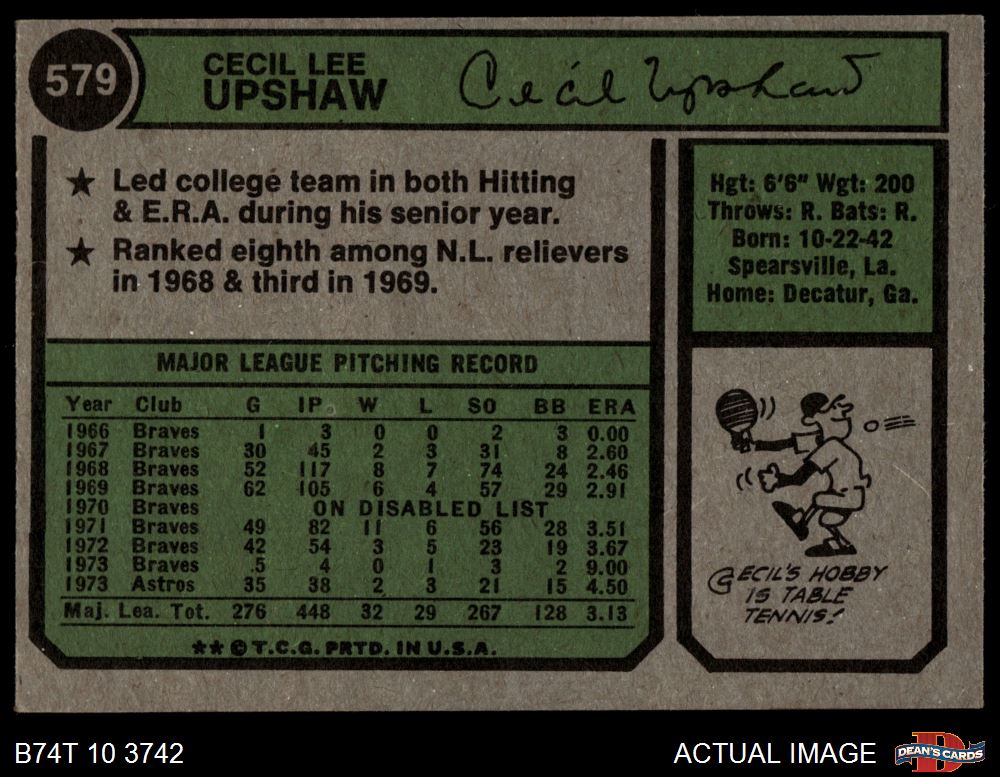 579
CECIL LEE
UPSHAW
Cecil Upshaw
★ Led college team in both Hitting
& E.R.A. during his senior year.
★ Ranked eighth among N.L. relievers
in 1968 & third in 1969.
Hgt: 6'6" Wgt: 200
Throws: R. Bats: R.
Born: 10-22-42
Spearsville, La.
Home: Decatur, Ga.
MAJOR LEAGUE PITCHING RECORD
Year Club G IP. W L SO BB ERA
1966 Braves 1 3 0 0 2 3 0.00
1967 Braves 30 45 2 3 31 8 2.60
1968 Braves 52 117 8 7 74 24 2.46
1969 Braves 62 105 6 4 57 29 2.91
1970 Braves ON DISABLED LIST
1971 Braves 49 82 11 6 56 28 3.51
1972 Braves 42 54 3 5 23 19 3.67
1973 Braves 5 4 0 1 3 2 9.00
1973 Astros 35 38 2 3 21 15 4.50
Maj. Lea. Tot. 276 448 32 29 267 128 3.13
** © T.C.G. PRTD. IN U.S.A.
CECIL'S HOBBY
IS TABLE
TENNIS!
B74T 10 3742
ACTUAL IMAGE
D
DEAN'S CARDS